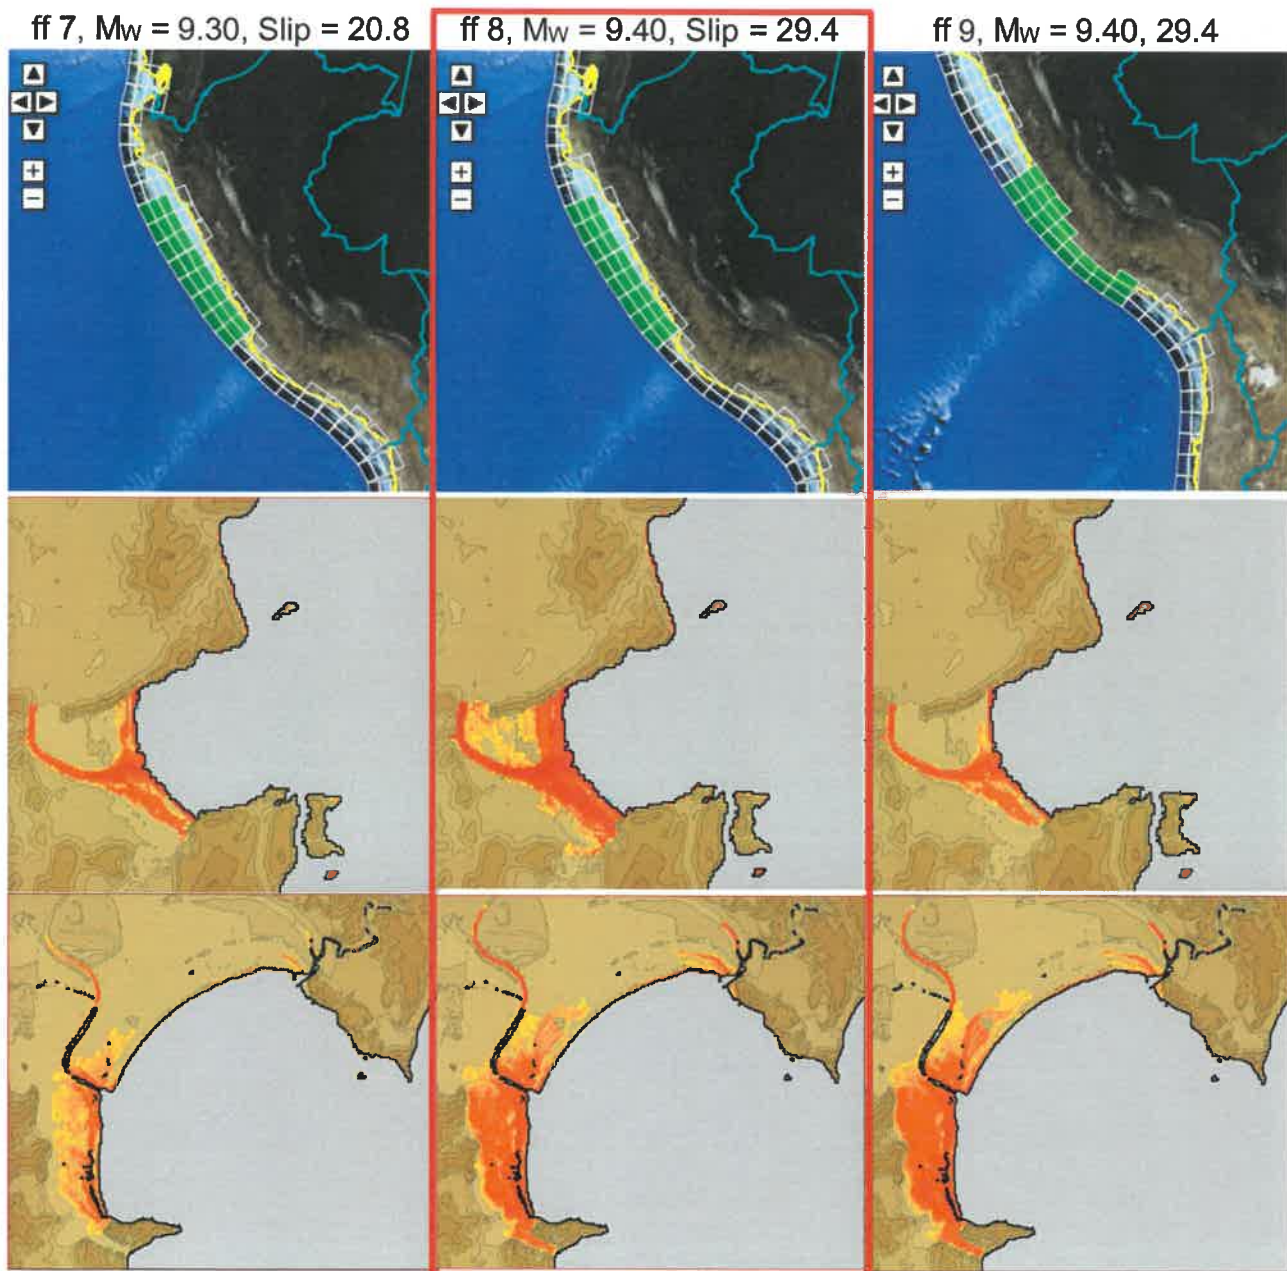 ff 7, Mw = 9.30, Slip = 20.8
ff 8, Mw = 9.40, Slip = 29.4
ff 9, Mw = 9.40, 29.4